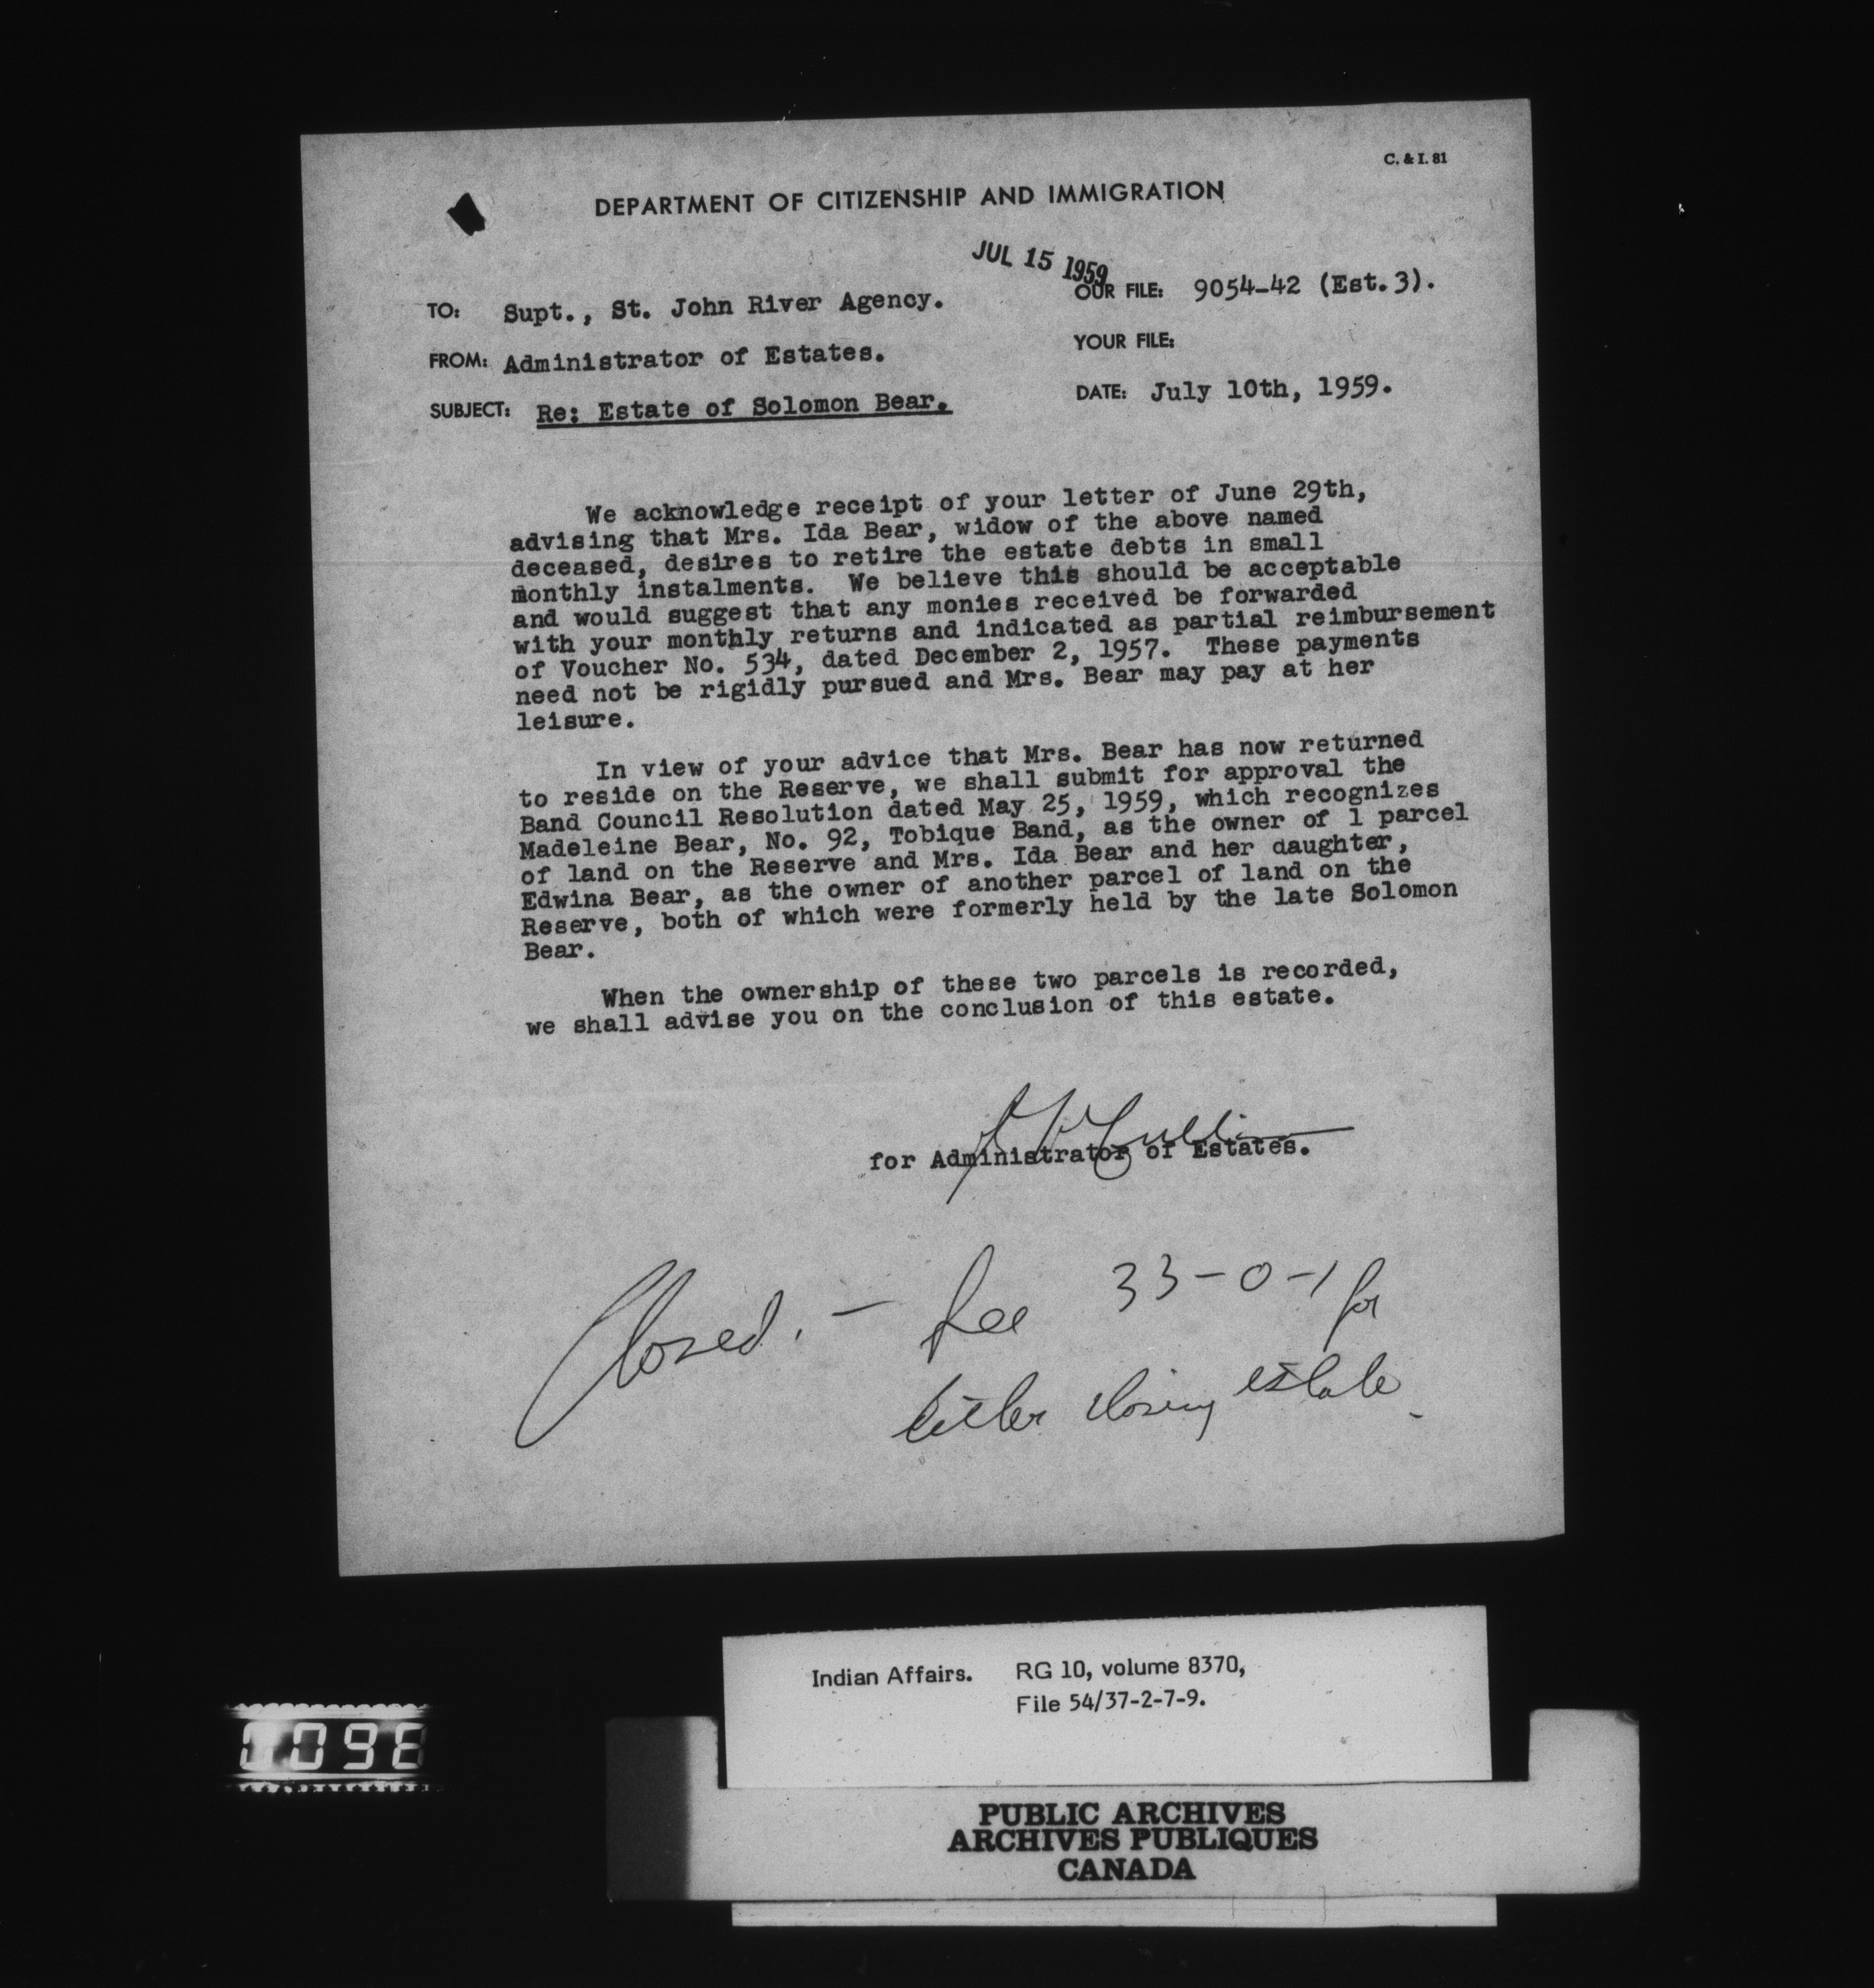 C. & I. 81
DEPARTMENT OF CITIZENSHIP AND IMMIGRATION
JUL 15 1959
TO: Supt., St. John River Agency.
OUR FILE: 9054-42 (Est.3).
FROM: Administrator of Estates.
YOUR FILE:
SUBJECT: Re: Estate of Solomon Bear.
DATE: July 10th, 1959.
We acknowledge receipt of your letter of June 29th,
advising that Mrs. Ida Bear, widow of the above named
deceased, desires to retire the estate debts in small
monthly instalments. We believe this should be acceptable
and would suggest that any monies received be forwarded
with your monthly returns and indicated as partial reimbursement
of Voucher No. 534, dated December 2, 1957. These payments
need not be rigidly pursued and Mrs. Bear may pay at her
leisure.
In view of your advice that Mrs. Bear has now returned
to reside on the Reserve, we shall submit for approval the
Band Council Resolution dated May 25, 1959, which recognizes
Madeleine Bear, No. 92, Tobique Band, as the owner of 1 parcel
of land on the Reserve and Mrs. Ida Bear and her daughter,
Edwina Bear, as the owner of another parcel of land on the
Reserve, both of which were formerly held by the late Solomon
Bear.
When the ownership of these two parcels is recorded,
we shall advise you on the conclusion of this estate.
for Administrator of Estates.
Closed. - See 33-0-1 for
letter closing estate
Indian Affairs. RG 10, volume 8370,
File 54/37-2-7-9.
PUBLIC ARCHIVES
ARCHIVES PUBLIQUES
CANADA